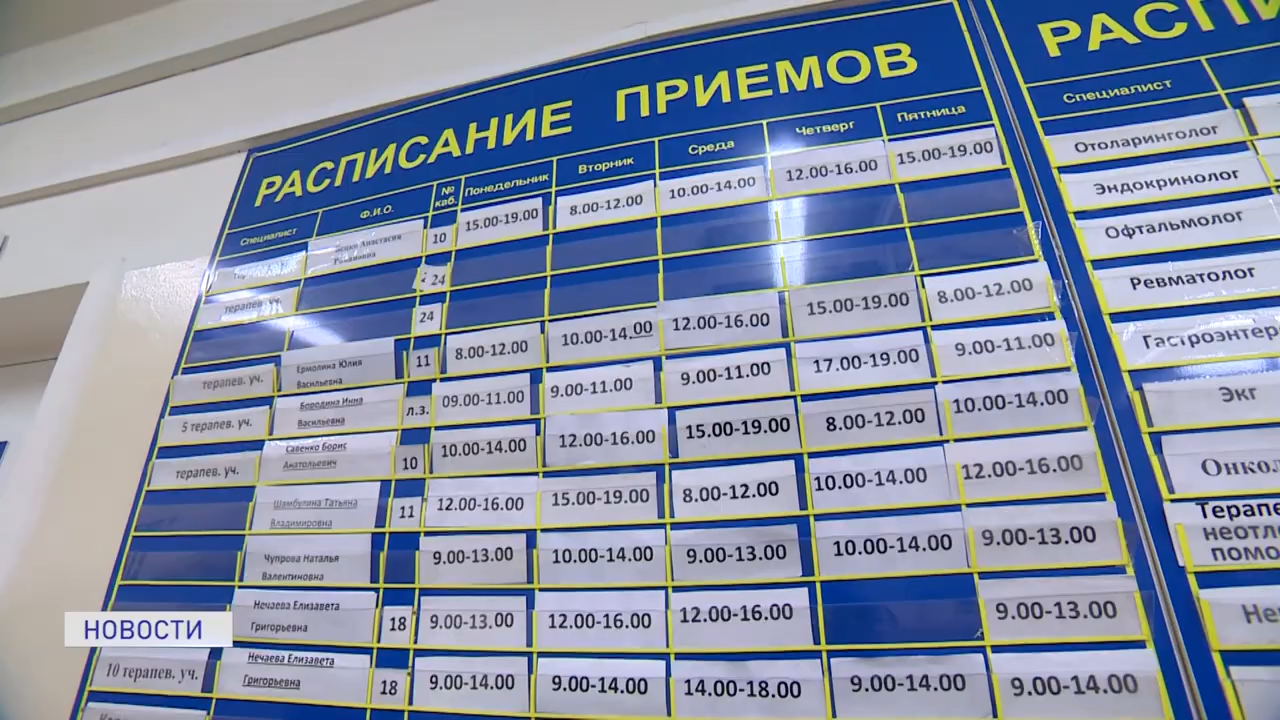 РАСПИСАНИЕ ПРИЕМОВ
Специалист Ф.И.О. № каб. Понедельник Вторник Среда Четверг Пятница
Анастасия Романовна 10 15.00-19.00 8.00-12.00 10.00-14.00 12.00-16.00 15.00-19.00
терапев 24
24
терапев. уч. Ермолина Юлия Васильевна 11 8.00-12.00 10.00-14.00 12.00-16.00 15.00-19.00 8.00-12.00
5 терапев. уч. Бородина Инна Васильевна л.з. 09.00-11.00 9.00-11.00 9.00-11.00 17.00-19.00 9.00-11.00
терапев. уч. Савенко Борис Анатольевич 10 10.00-14.00 12.00-16.00 15.00-19.00 8.00-12.00 10.00-14.00
Шамбулина Татьяна Владимировна 11 12.00-16.00 15.00-19.00 8.00-12.00 10.00-14.00 12.00-16.00
Чупрова Наталья Валентиновна 9.00-13.00 10.00-14.00 9.00-13.00 10.00-14.00 9.00-13.00
Нечаева Елизавета Григорьевна 18 9.00-13.00 12.00-16.00 12.00-16.00 9.00-13.00
10 терапев. уч. Нечаева Елизавета Григорьевна 18 9.00-14.00 9.00-14.00 14.00-18.00 9.00-14.00 9.00-14.00
РАСПИ
Специалист
Отоларинголог
Эндокринолог
Офтальмолог
Ревматолог
Гастроэнтер
Экг
Онкол
Терапе
неотл
помо
Не
НОВОСТИ